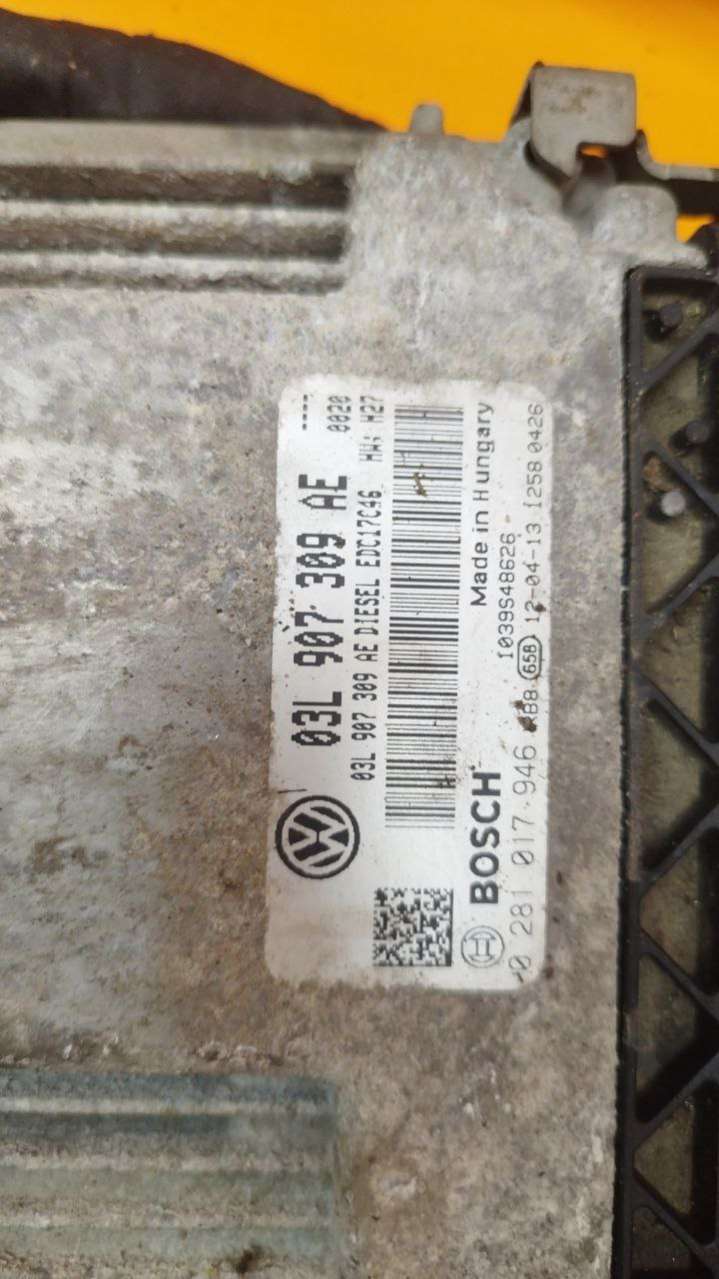 03L 907 309 AE ----
03L 907 309 AE DIESEL EDC17C46 0020
HW: H27
Made in Hungary
BOSCH
1039S48626
0 281 017 946 658 12-04-13 1258 0426